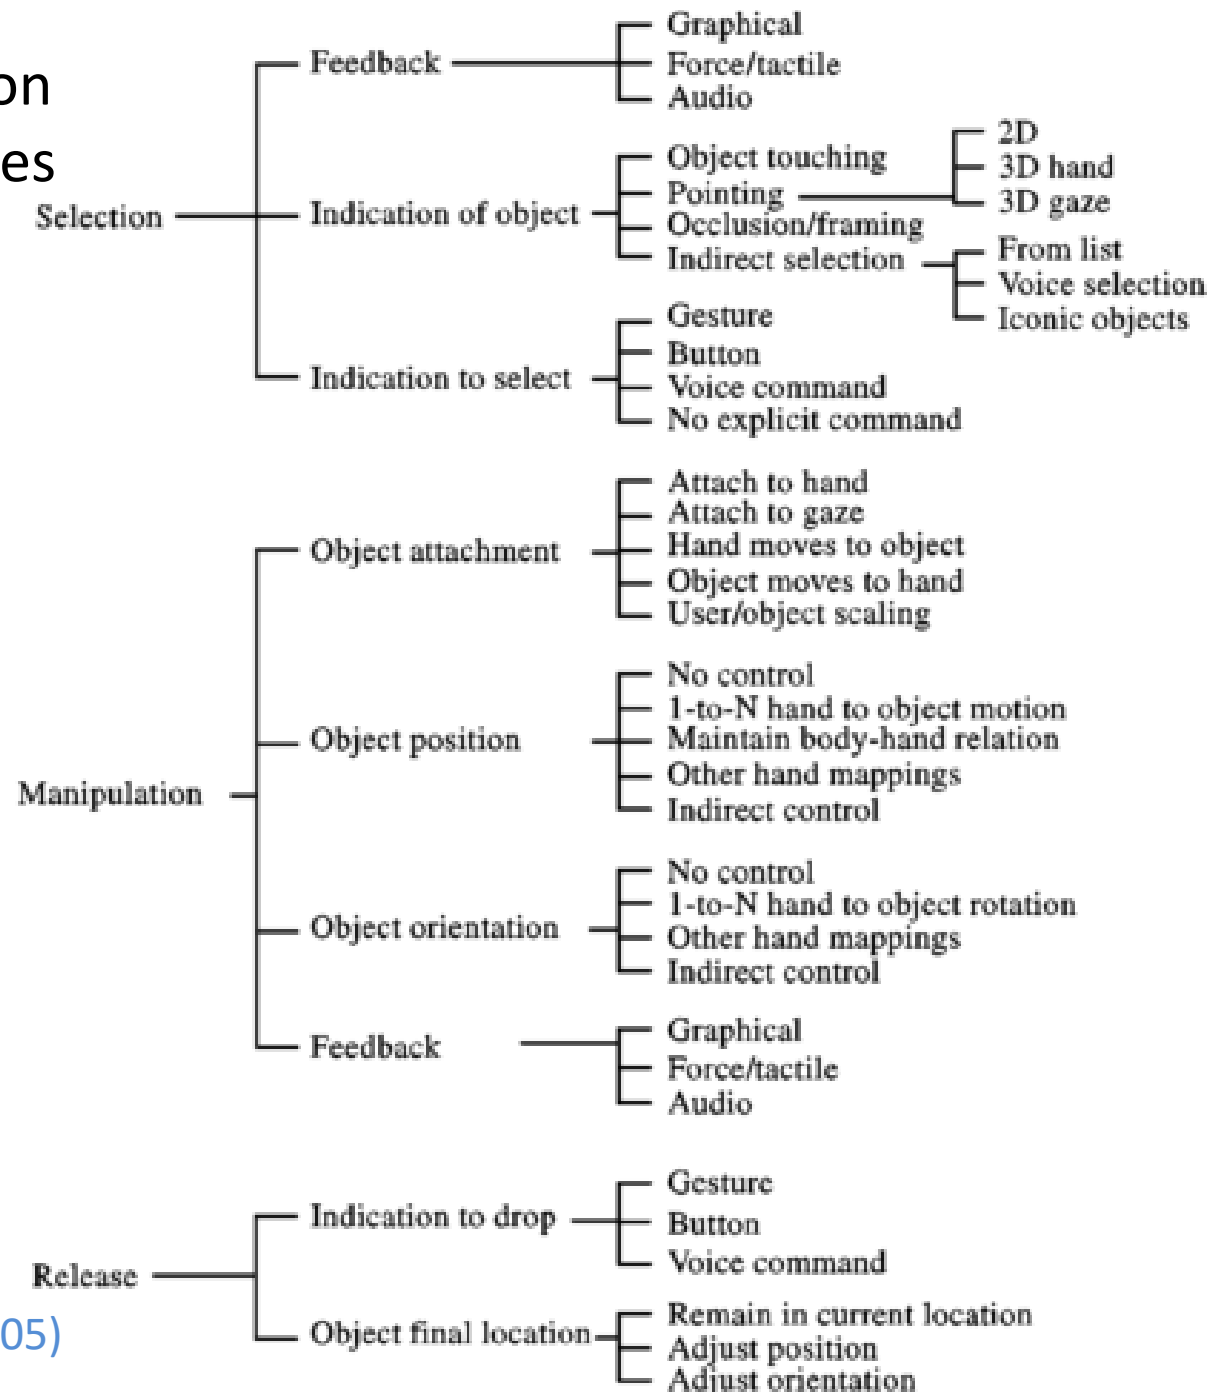 on
es
Selection
Feedback
Graphical
Force/tactile
Audio
Indication of object
Object touching
Pointing
2D
3D hand
3D gaze
Occlusion/framing
Indirect selection
From list
Voice selection
Iconic objects
Indication to select
Gesture
Button
Voice command
No explicit command
Manipulation
Object attachment
Attach to hand
Attach to gaze
Hand moves to object
Object moves to hand
User/object scaling
Object position
No control
1-to-N hand to object motion
Maintain body-hand relation
Other hand mappings
Indirect control
Object orientation
No control
1-to-N hand to object rotation
Other hand mappings
Indirect control
Feedback
Graphical
Force/tactile
Audio
Release
Indication to drop
Gesture
Button
Voice command
Object final location
Remain in current location
Adjust position
Adjust orientation
05)